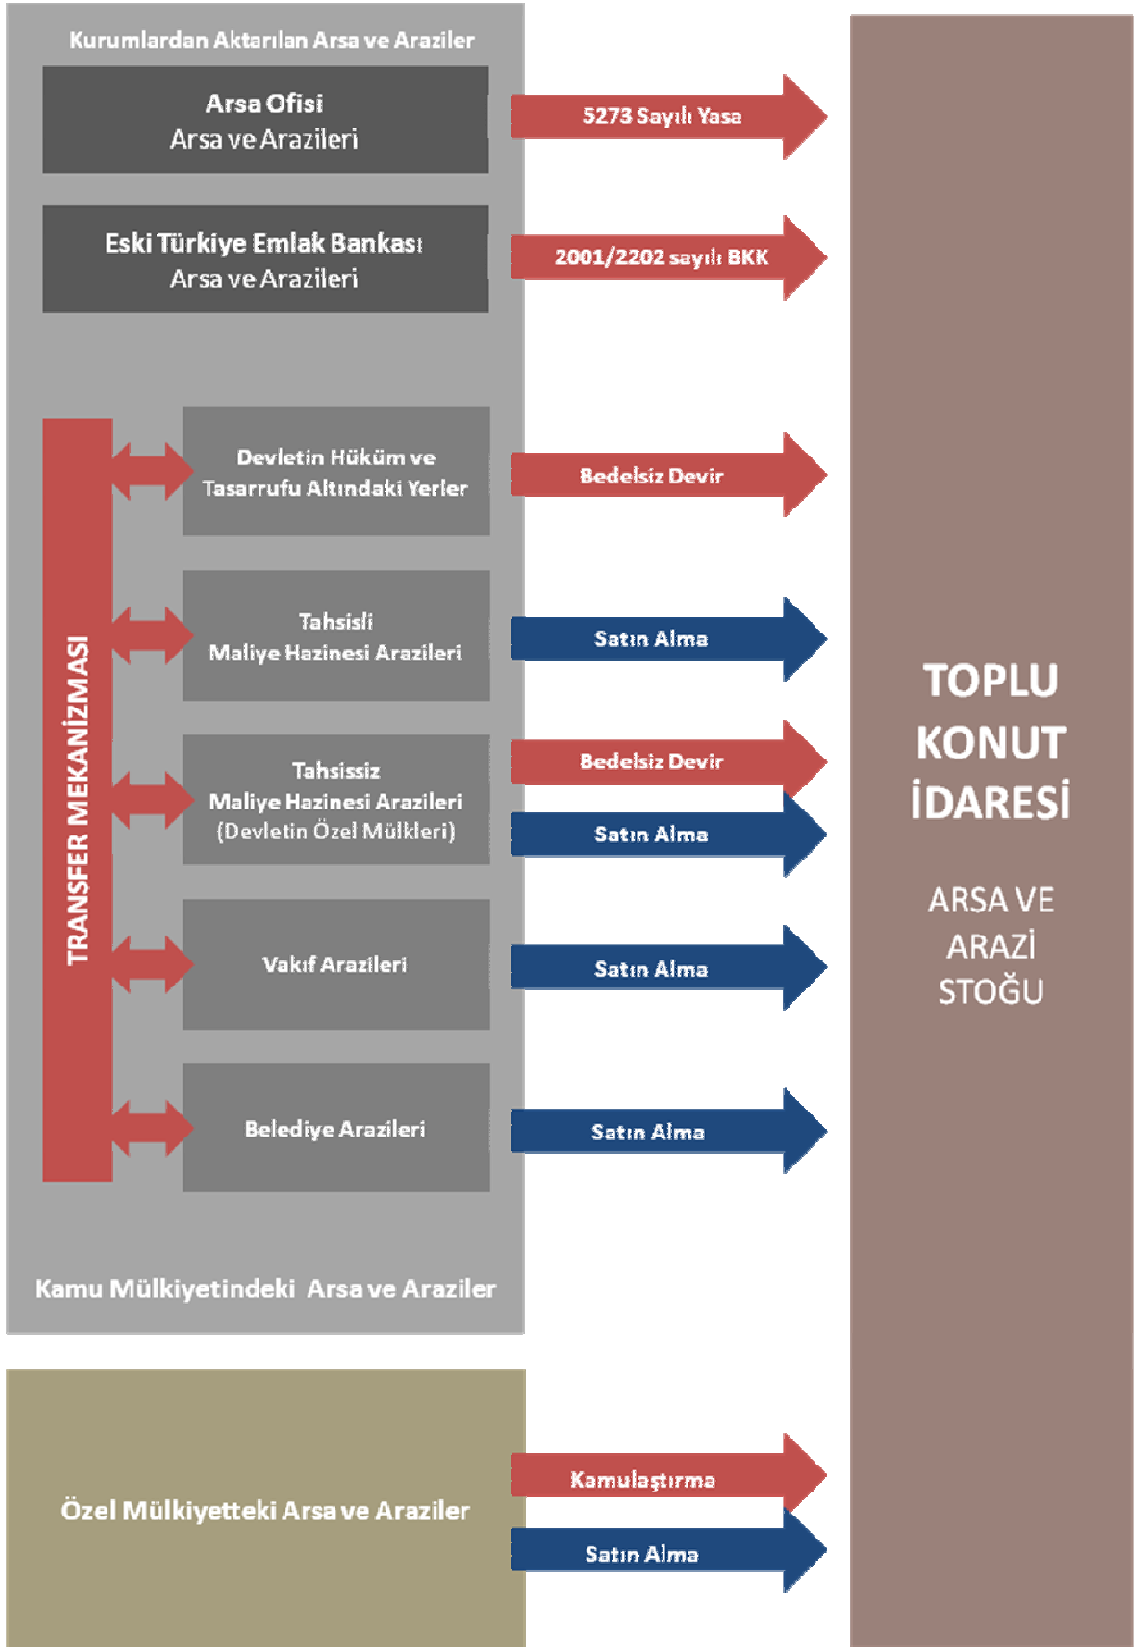 Kurumlardan Aktarılan Arsa ve Araziler
Arsa Ofisi
Arsa ve Arazileri
5273 Sayılı Yasa
Eski Türkiye Emlak Bankası
Arsa ve Arazileri
2001/2202 sayılı BKK
TRANSFER MEKANİZMASI
Devletin Hüküm ve
Tasarrufu Altındaki Yerler
Bedelsiz Devir
Tahsisli
Maliye Hazinesi Arazileri
Satın Alma
Tahsissiz
Maliye Hazinesi Arazileri
(Devletin Özel Mülkleri)
Bedelsiz Devir
Satın Alma
Vakıf Arazileri
Satın Alma
Belediye Arazileri
Satın Alma
Kamu Mülkiyetindeki Arsa ve Araziler
Özel Mülkiyetteki Arsa ve Araziler
Kamulaştırma
Satın Alma
TOPLU
KONUT
İDARESİ
ARSA VE
ARAZİ
STOĞU